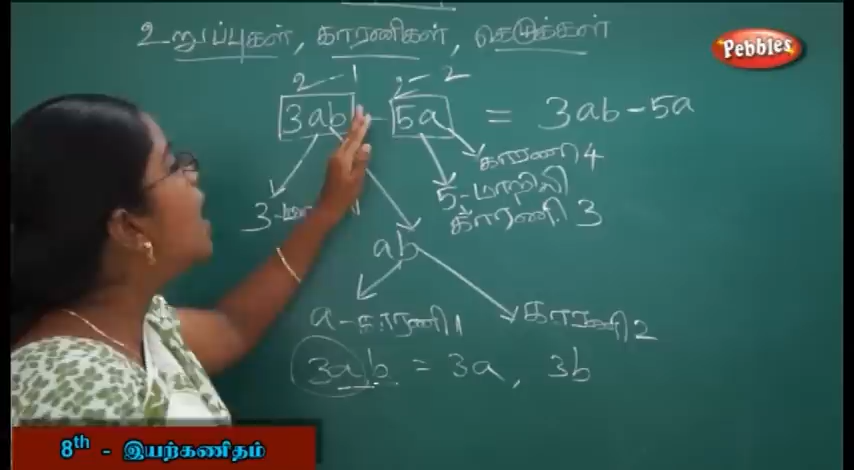 உறுப்புகள், காரணிகள், கெழுக்கள்
Pebbles
உ-1 உ-2
3ab - 5a = 3ab - 5a
காரணி 4
5-மாறிலி
3-
காரணி 3
ab
a-காரணி 1
காரணி 2
3ab = 3a, 3b
8th - இயற்கணிதம்